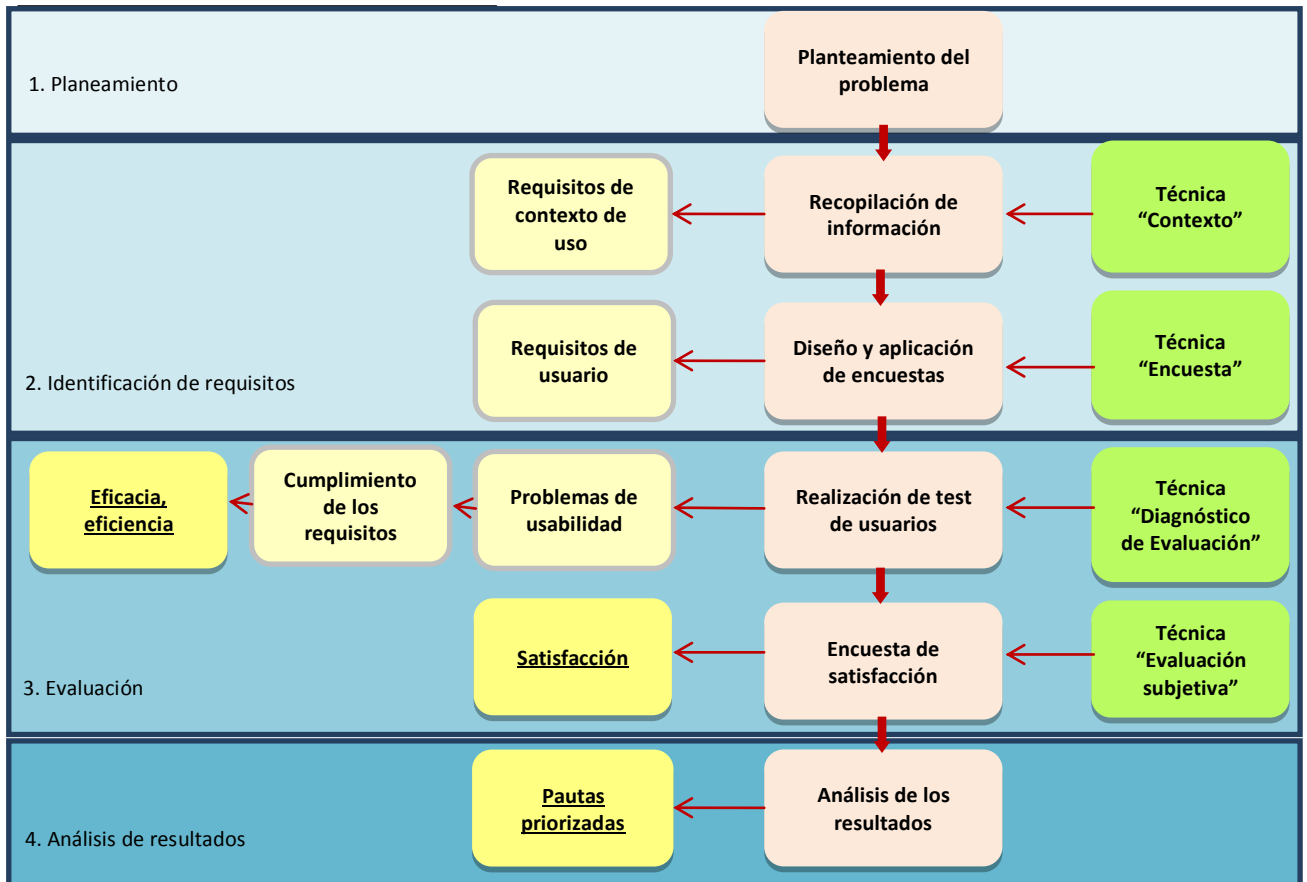 Planteamiento del
problema
1. Planeamiento
Requisitos de
contexto de
uso
Recopilación de
información
Técnica
“Contexto”
Requisitos de
usuario
Diseño y aplicación
de encuestas
Técnica
“Encuesta”
2. Identificación de requisitos
Eficacia,
eficiencia
Cumplimiento
de los
requisitos
Problemas de
usabilidad
Realización de test
de usuarios
Técnica
“Diagnóstico
de Evaluación”
Satisfacción
Encuesta de
satisfacción
Técnica
“Evaluación
subjetiva”
3. Evaluación
Pautas
priorizadas
Análisis de los
resultados
4. Análisis de resultados